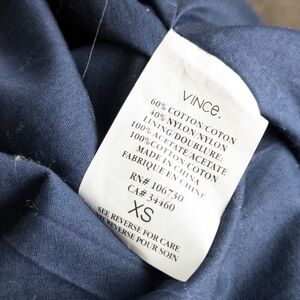 VINCE.
60% COTTON/COTON
40% NYLON/NYLON
LINING/DOUBLURE:
100% ACETATE/ACETATE
100%COTTON COTON
MADE IN CHINA
FABRIQUE EN CHINE
RN# 106730
CA# 34460
XS
SEE REVERSE FOR CARE
REVERSE POUR SOIN